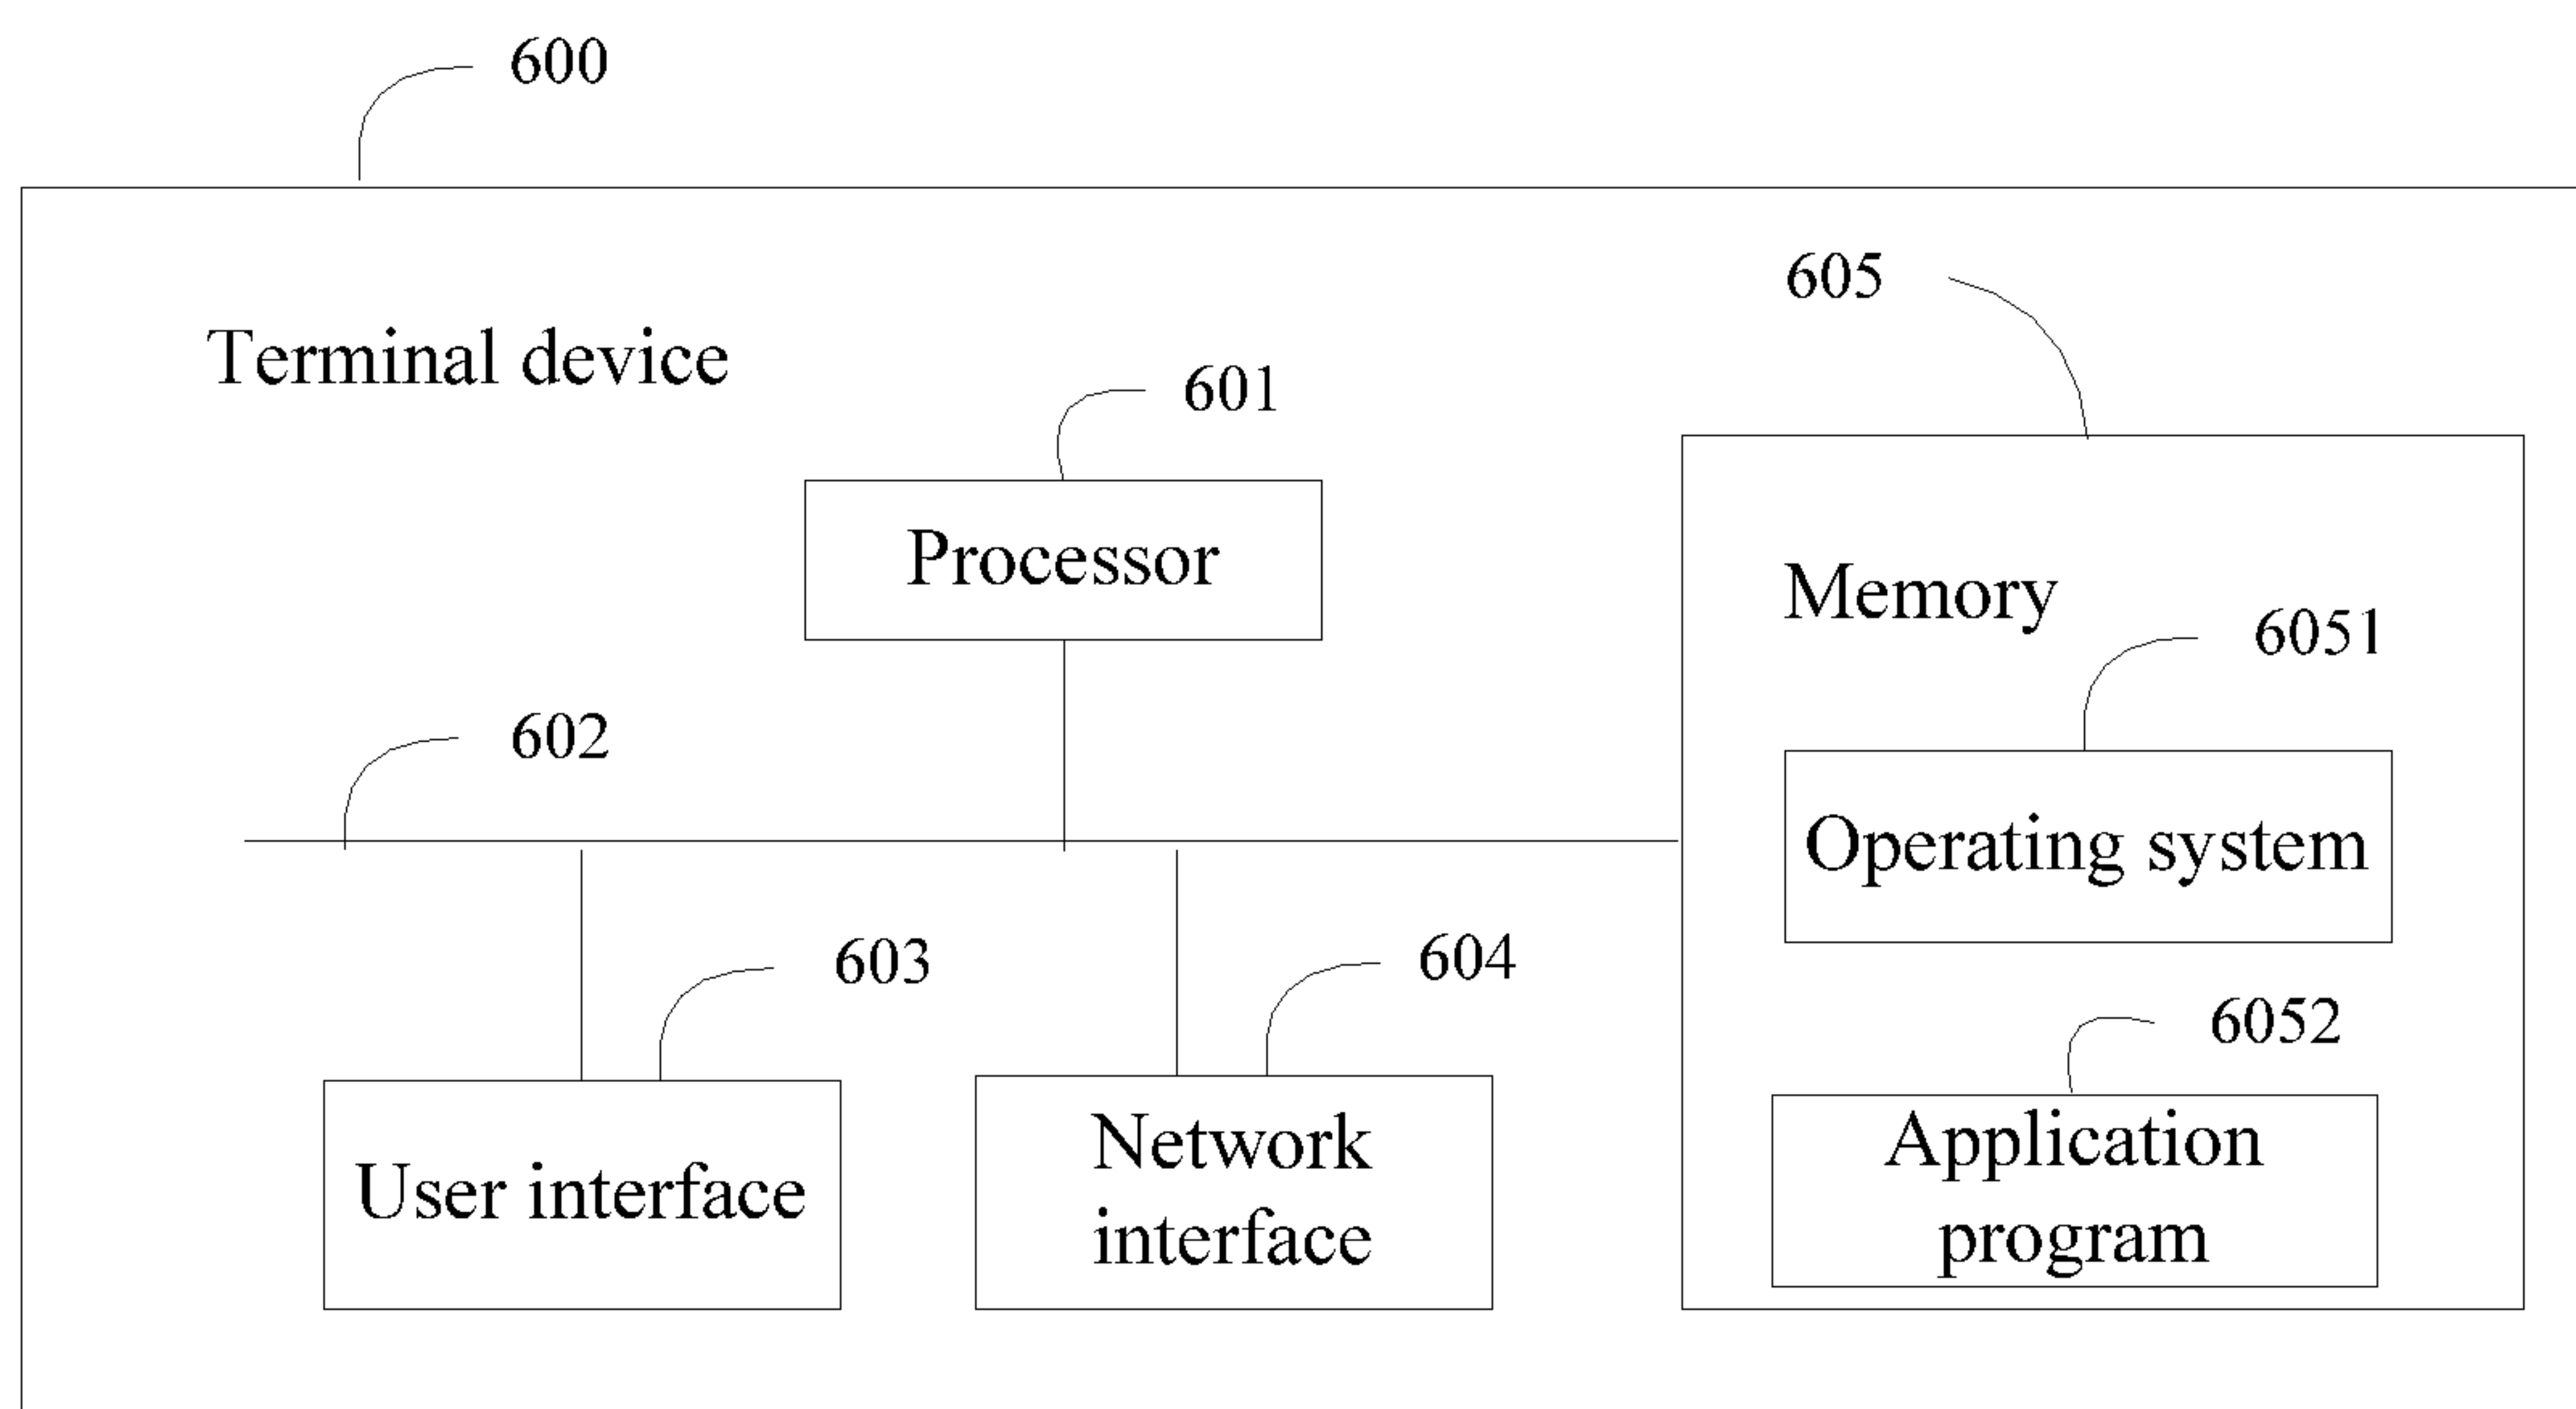 600
605
Terminal device
601
Processor
Memory
6051
602
Operating system
603
604
6052
User interface
Network
interface
Application
program